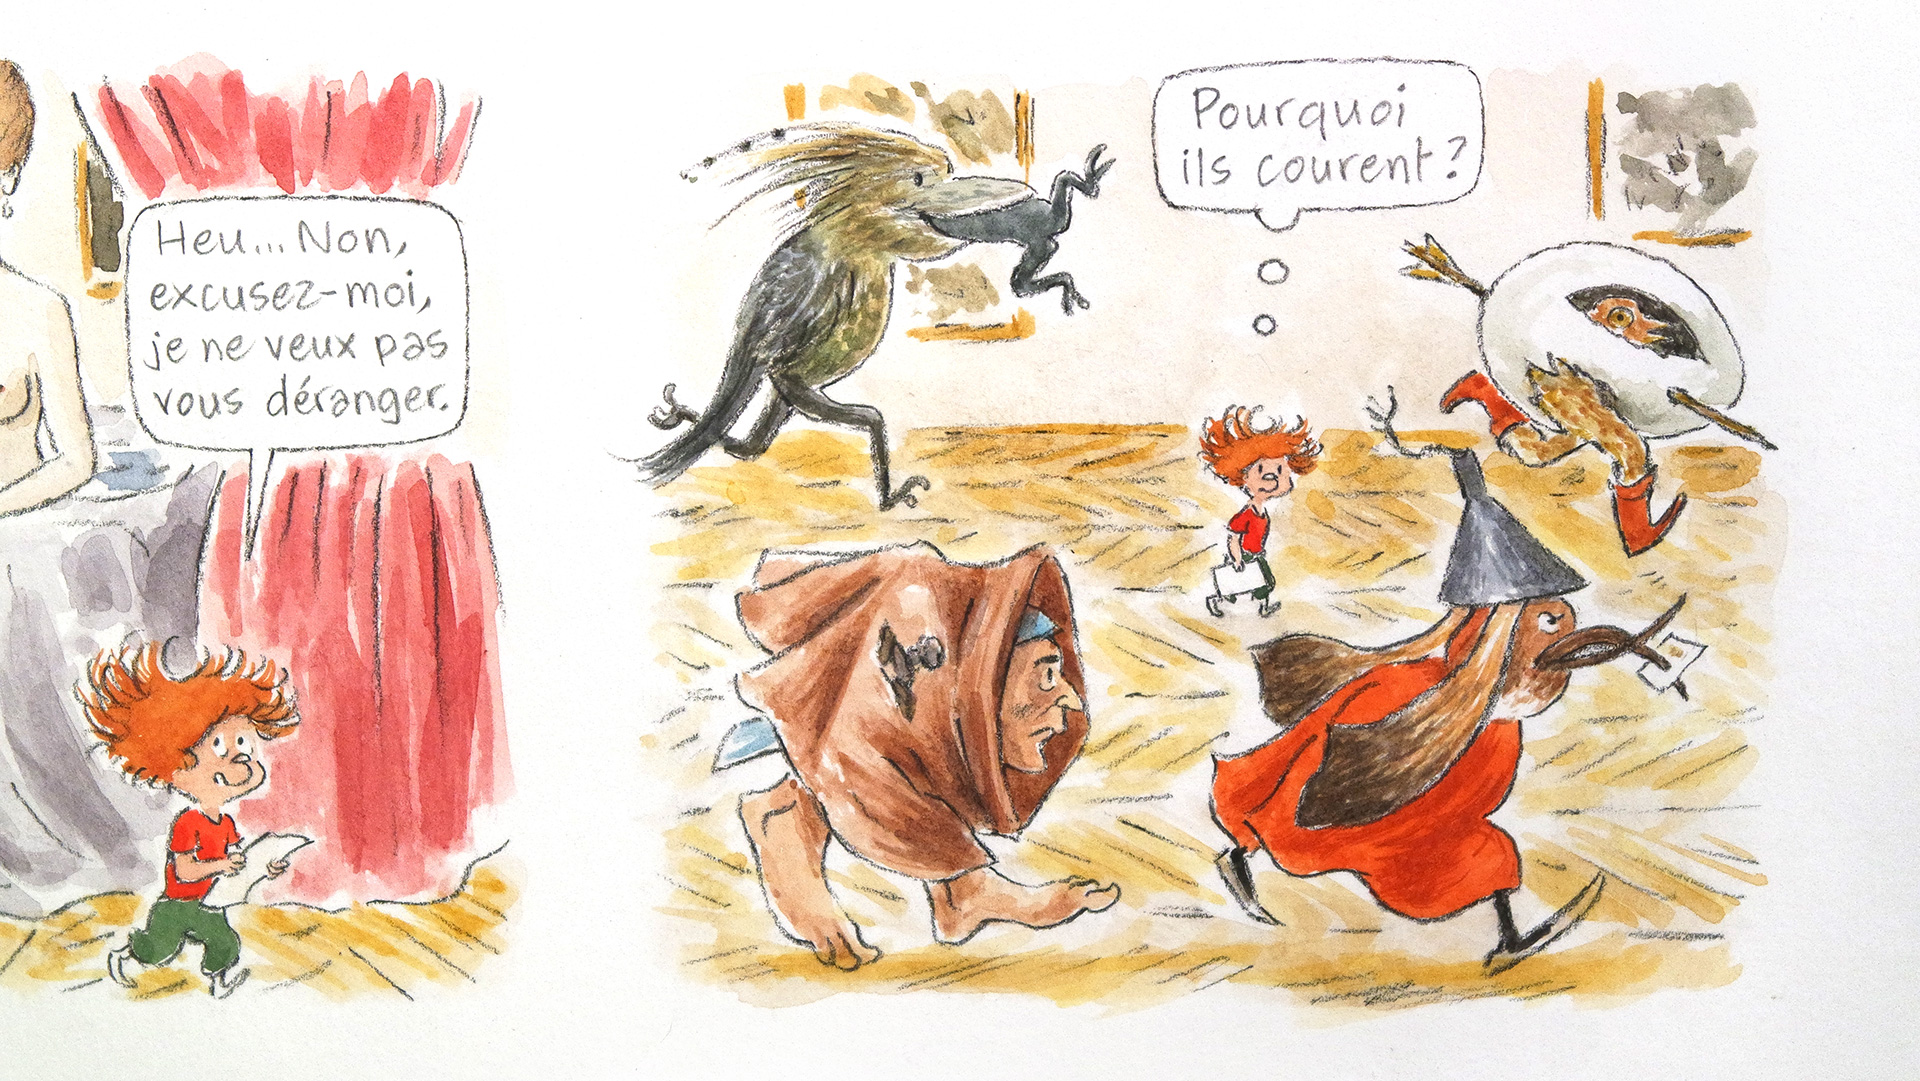 Heu... Non,
excusez-moi,
je ne veux pas
vous déranger.
Pourquoi
ils courent ?